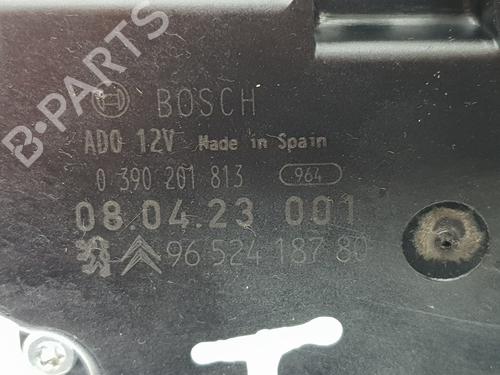 B-PARTS
BOSCH
ADO 12V Made in Spain
0 390 201 813 964
08.04.23 001
96 524 187 80